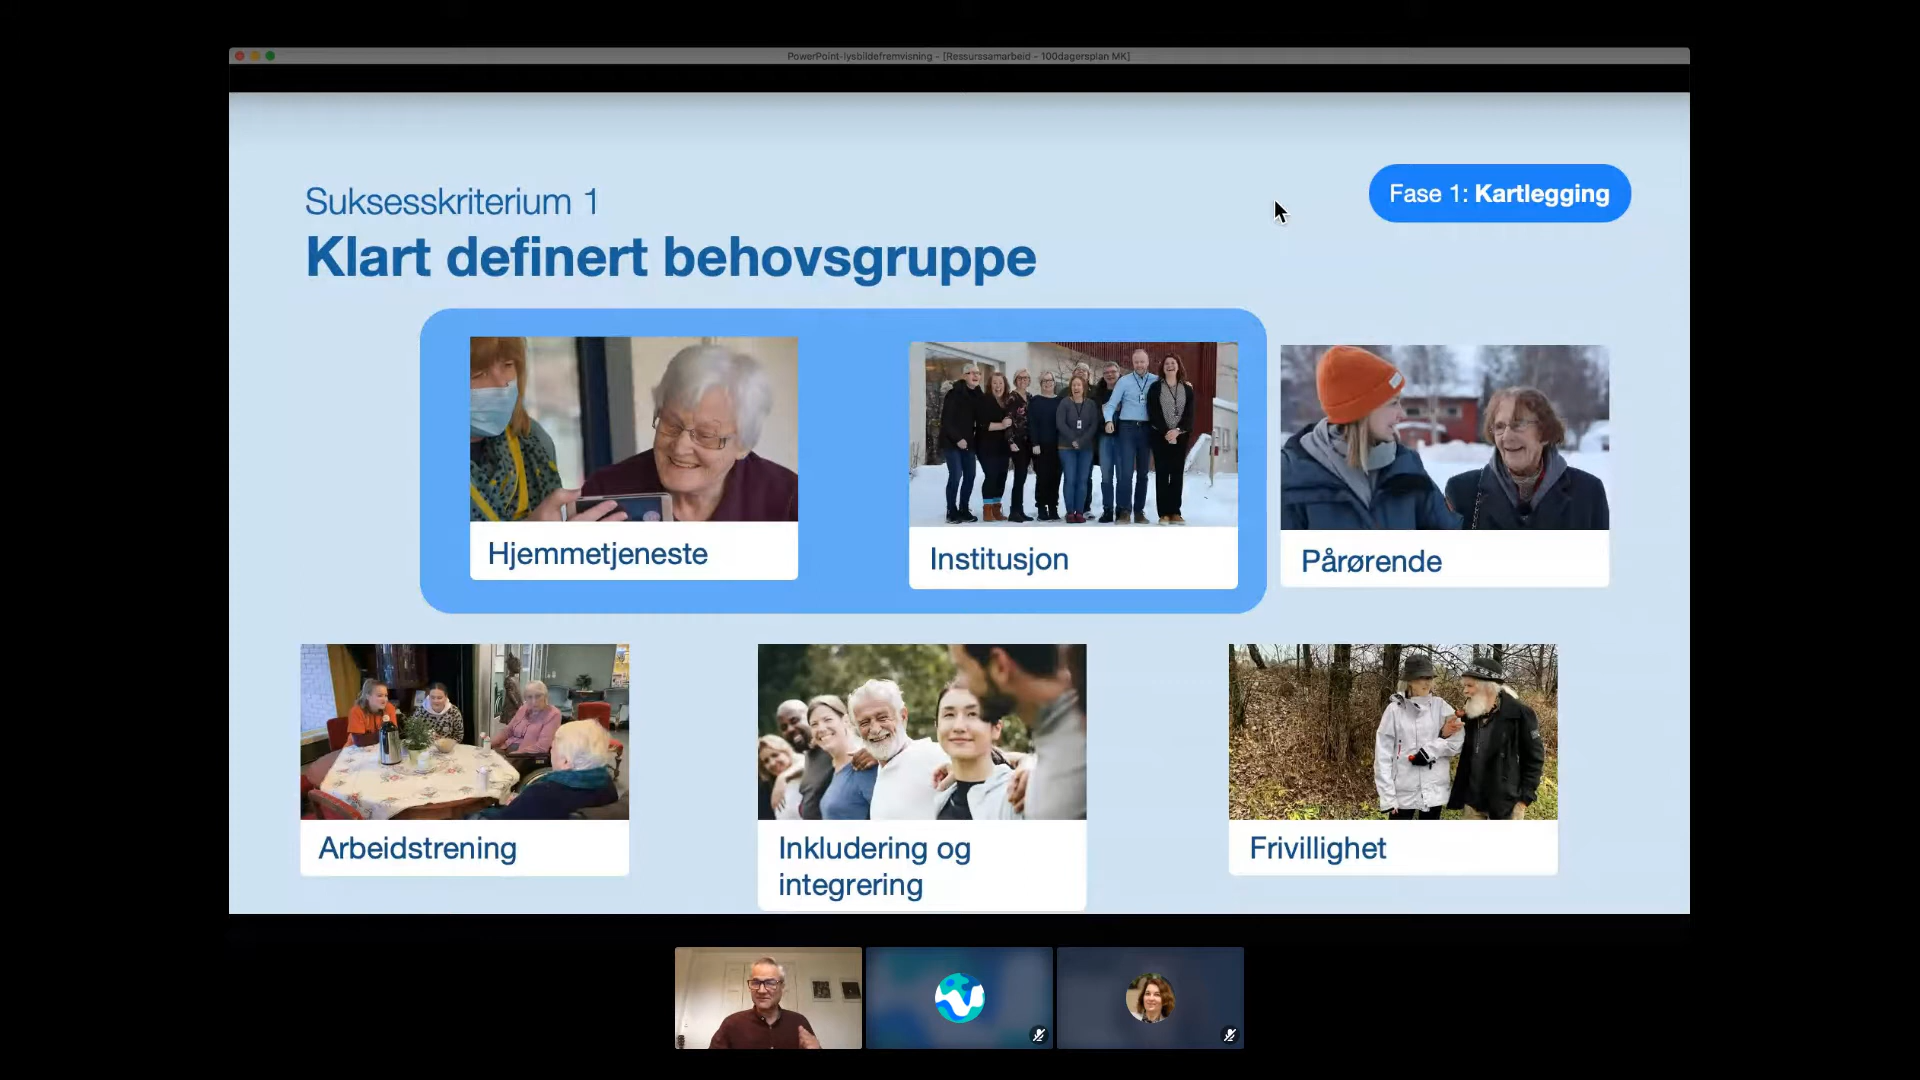 PowerPoint-lysbildefremvisning - [Ressurssamarbeid - 100dagersplan MK]
Suksesskriterium 1
Fase 1: Kartlegging
Klart definert behovsgruppe
Hjemmetjeneste
Institusjon
Pårørende
Arbeidstrening
Inkludering og
integrering
Frivillighet